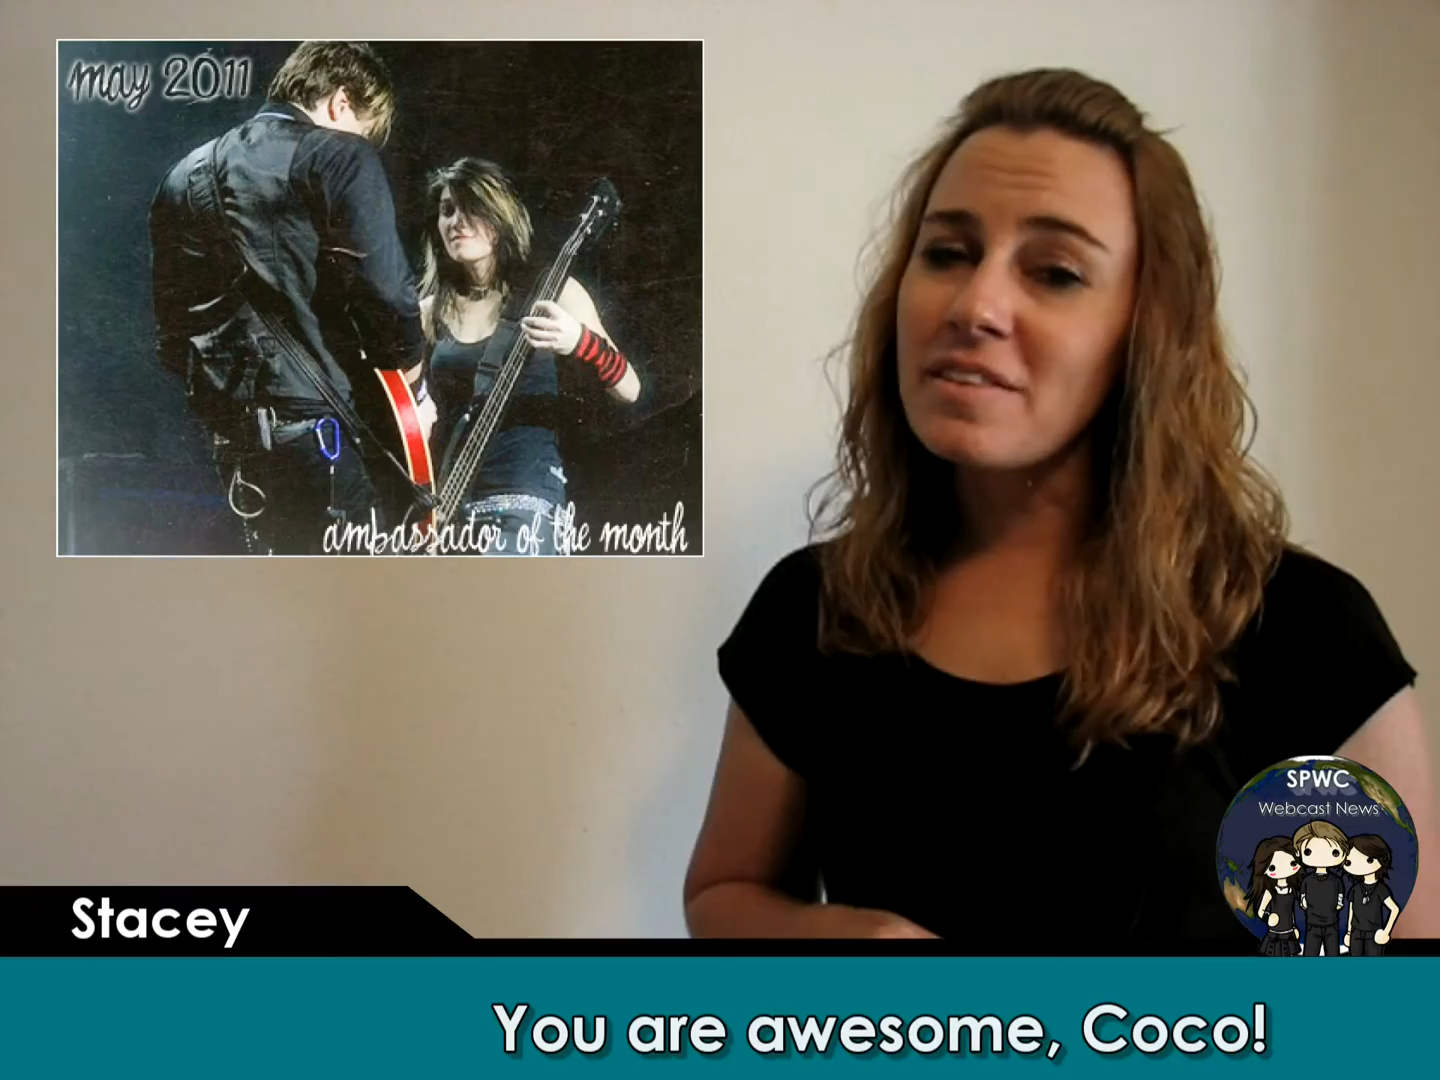 may 2011
ambassador of the month
SPWC
Webcast News
Stacey
You are awesome, Coco!